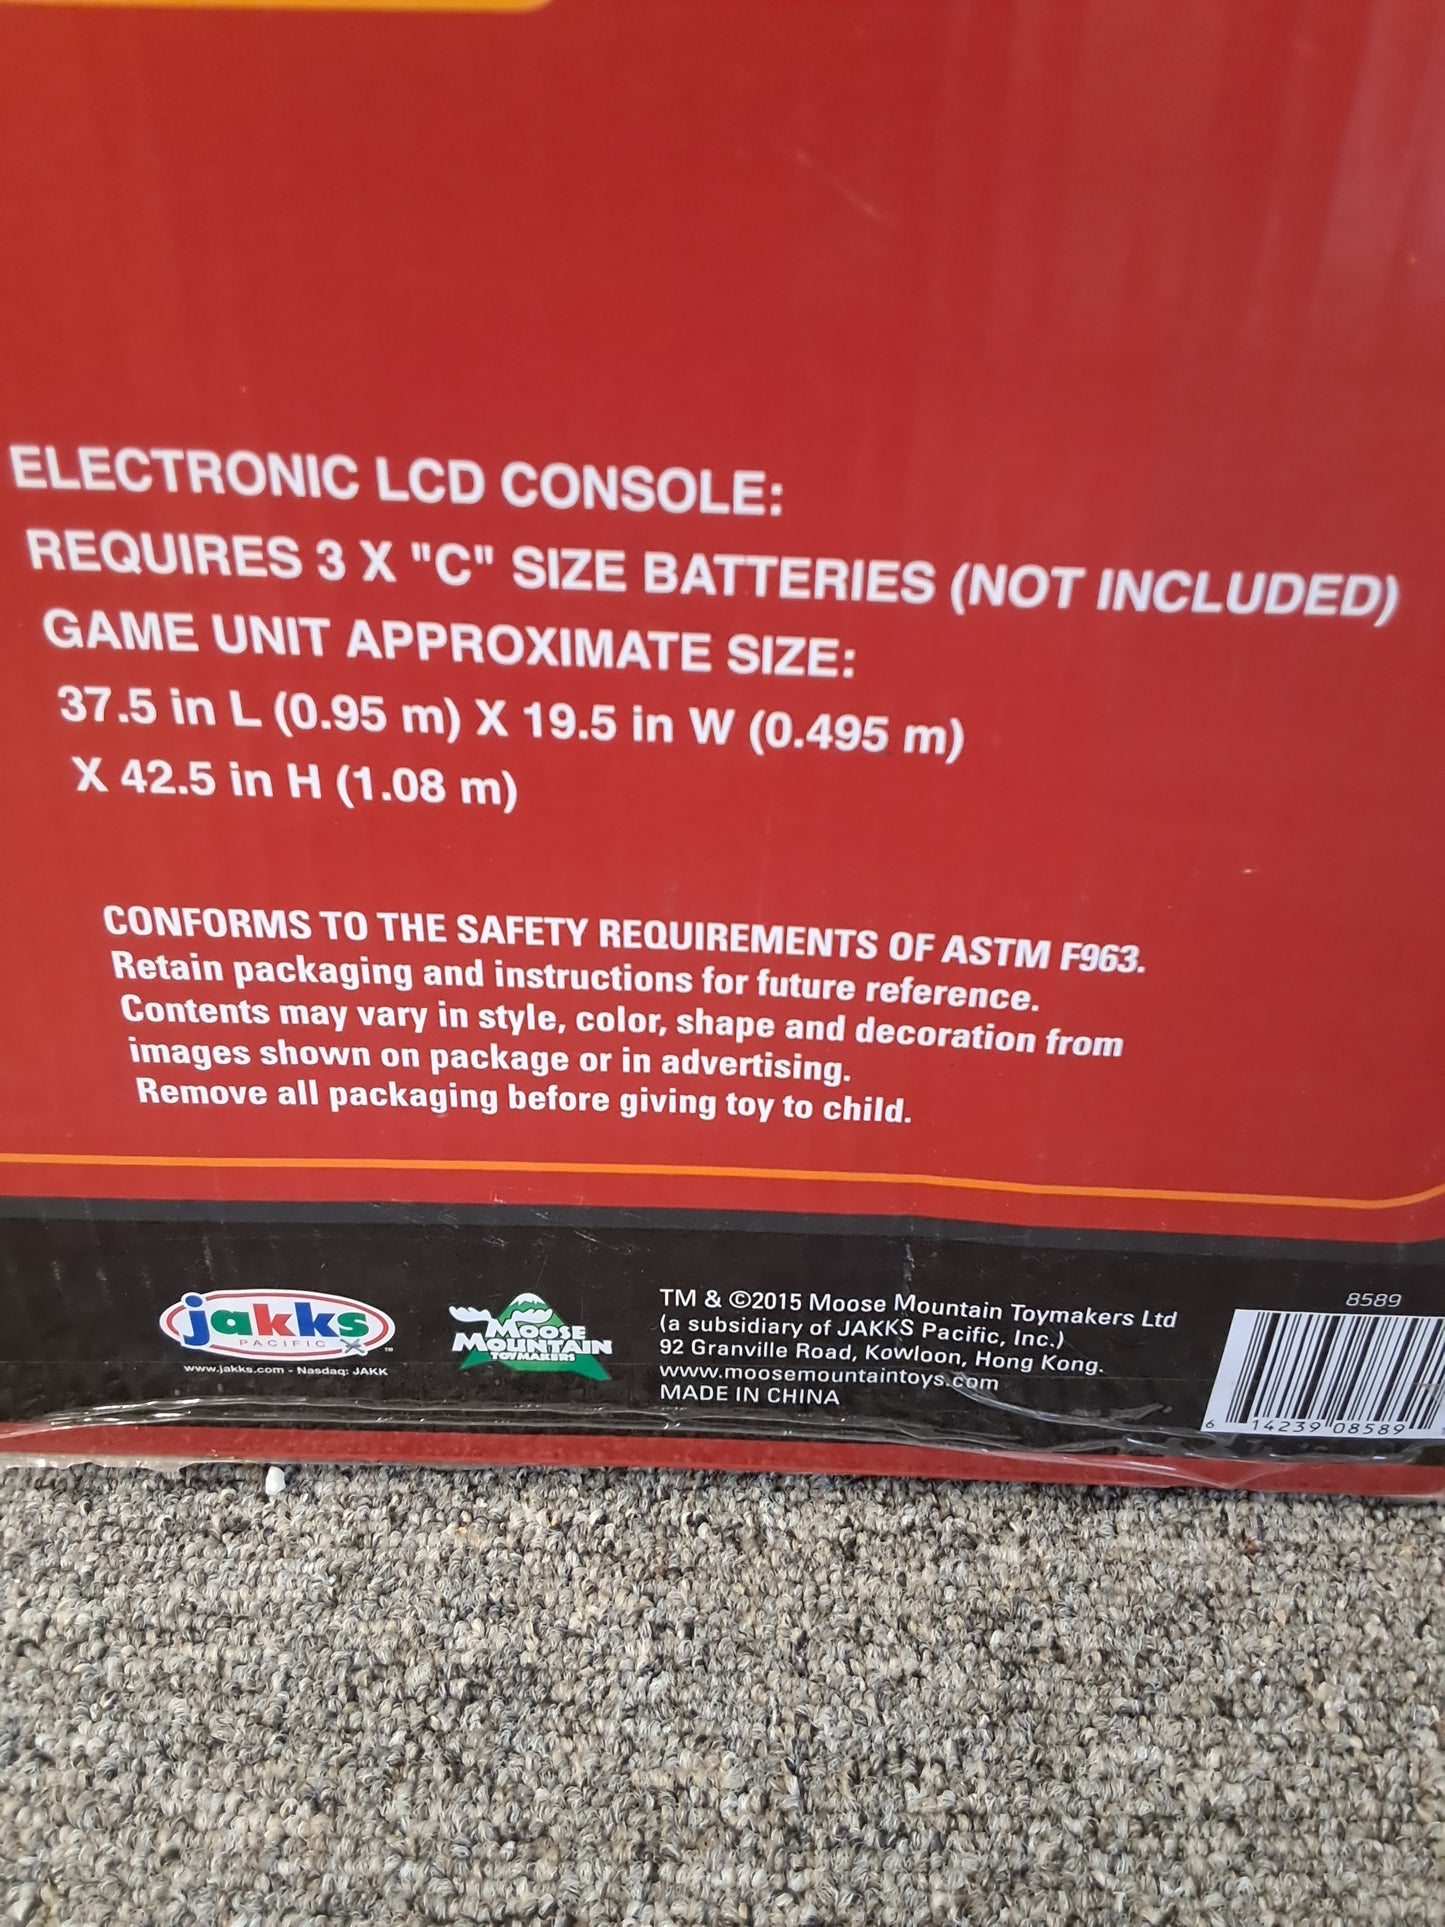 ELECTRONIC LCD CONSOLE:
REQUIRES 3 X "C" SIZE BATTERIES (NOT INCLUDED)
GAME UNIT APPROXIMATE SIZE:
37.5 in L (0.95 m) X 19.5 in W (0.495 m)
X 42.5 in H (1.08 m)
CONFORMS TO THE SAFETY REQUIREMENTS OF ASTM F963.
Retain packaging and instructions for future reference.
Contents may vary in style, color, shape and decoration from
images shown on package or in advertising.
Remove all packaging before giving toy to child.
jakks
PACIFIC
TM
www.jakks.com - Nasdaq: JAKK
MOOSE
MOUNTAIN
TOYMAKERS
TM & ©2015 Moose Mountain Toymakers Ltd
(a subsidiary of JAKKS Pacific, Inc.)
92 Granville Road, Kowloon, Hong Kong.
www.moosemountaintoys.com
MADE IN CHINA
8589
6 14239 08589